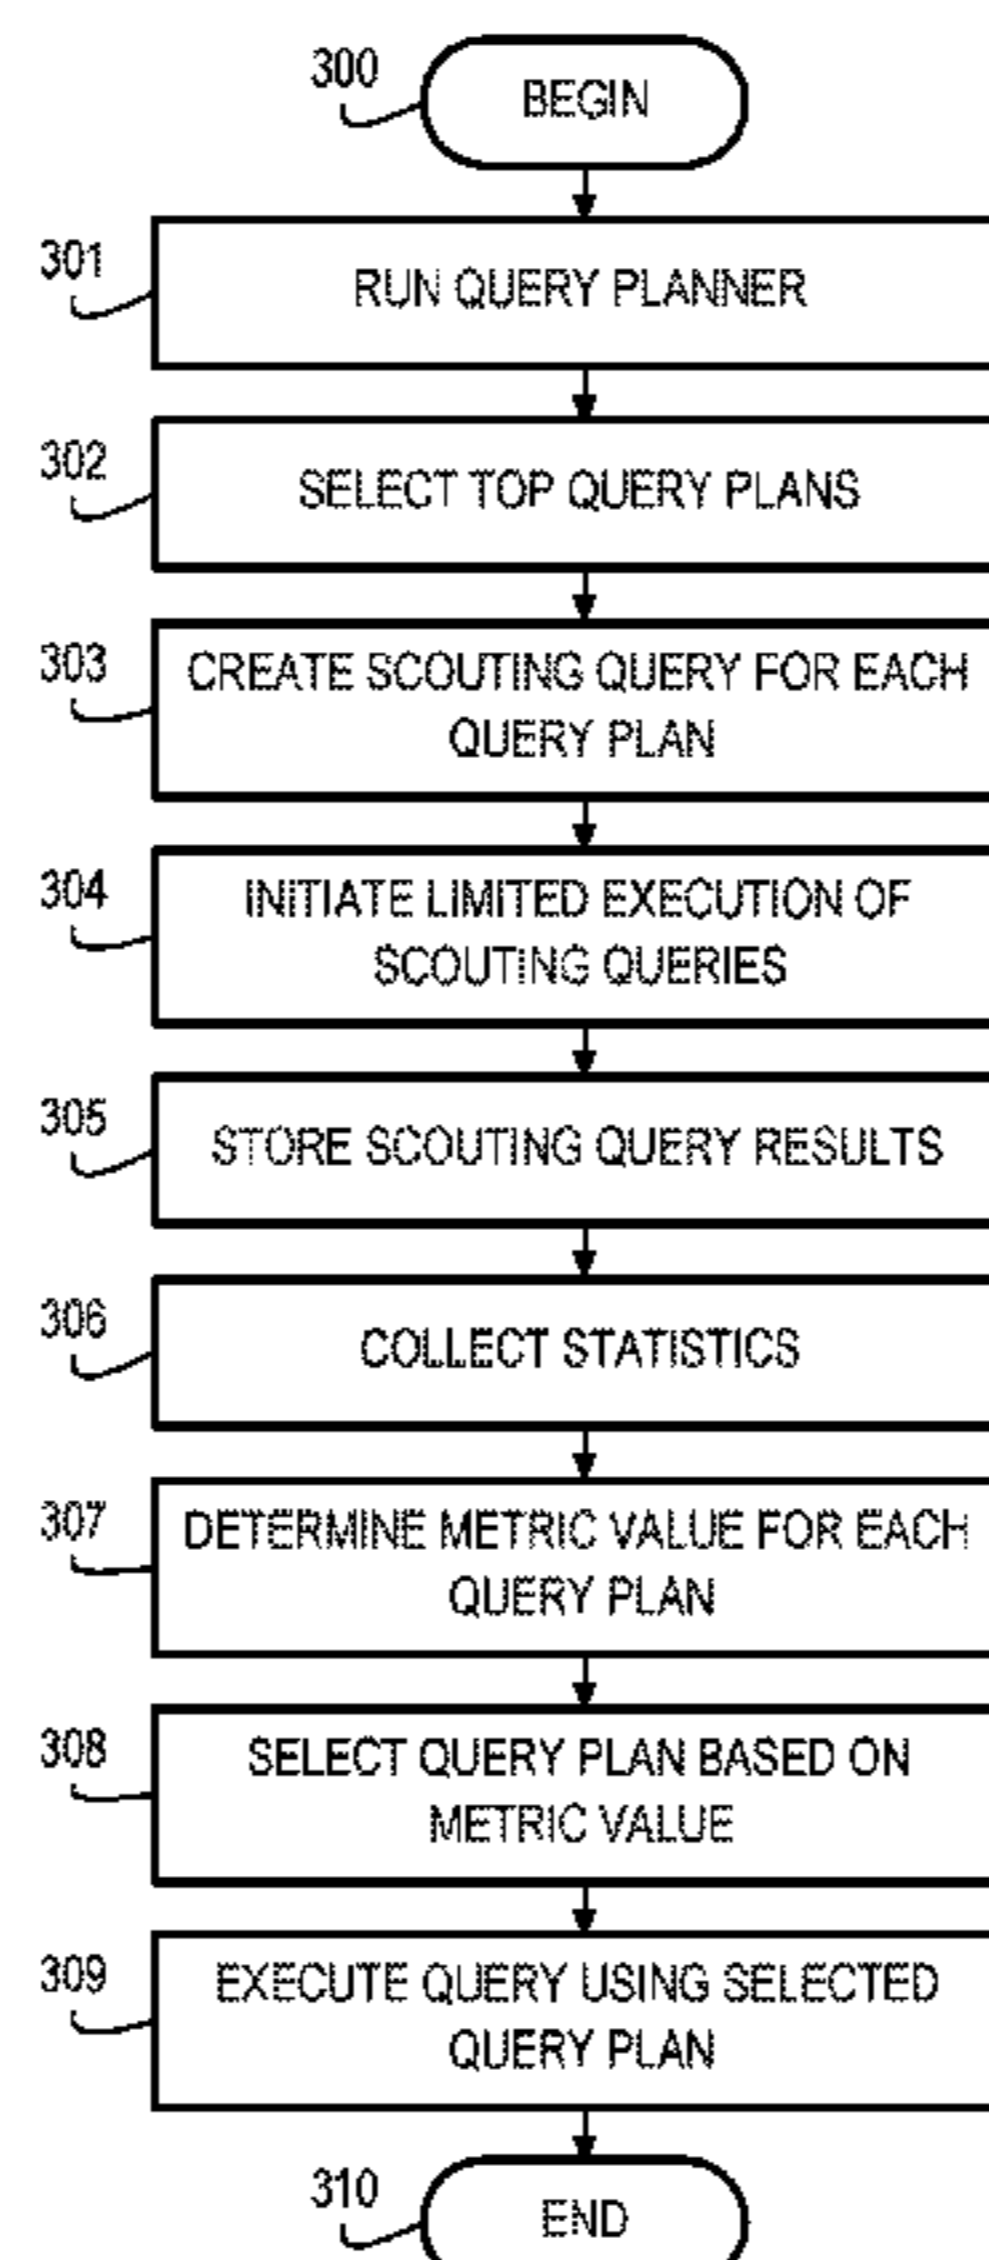 300
BEGIN
301
RUN QUERY PLANNER
302
SELECT TOP QUERY PLANS
303
CREATE SCOUTING QUERY FOR EACH
QUERY PLAN
304
INITIATE LIMITED EXECUTION OF
SCOUTING QUERIES
305
STORE SCOUTING QUERY RESULTS
306
COLLECT STATISTICS
307
DETERMINE METRIC VALUE FOR EACH
QUERY PLAN
308
SELECT QUERY PLAN BASED ON
METRIC VALUE
309
EXECUTE QUERY USING SELECTED
QUERY PLAN
310
END